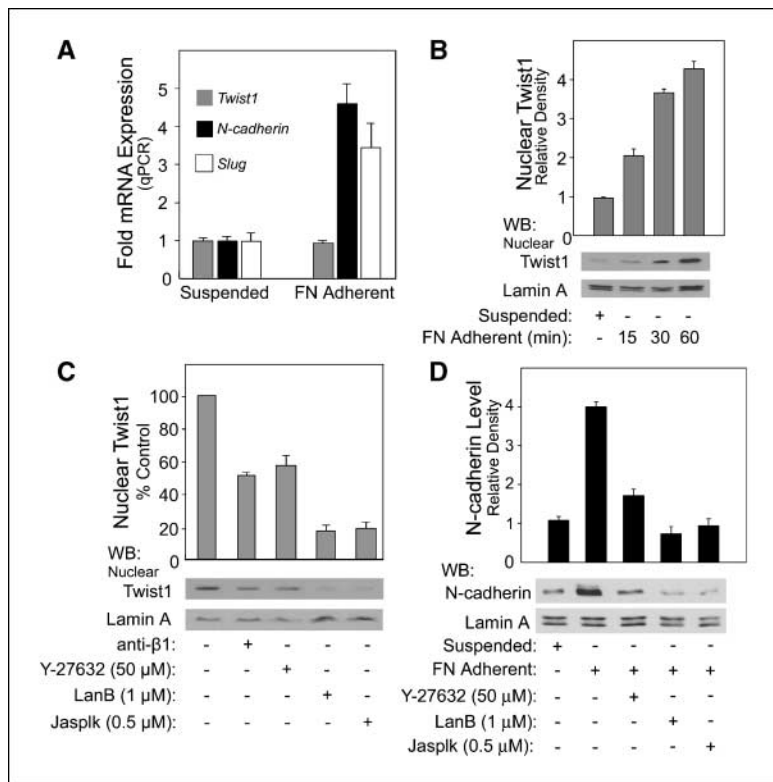 A
Fold mRNA Expression
(qPCR)
5
4
3
2
1
0
Twist1
N-cadherin
Slug
Suspended
FN Adherent
B
Nuclear Twist1
Relative Density
4
3
2
1
0
WB:
Nuclear
Twist1
Lamin A
Suspended: + - - -
FN Adherent (min): - 15 30 60
C
Nuclear Twist1
% Control
100
80
60
40
20
0
WB:
Nuclear
Twist1
Lamin A
anti-β1: - + - - -
Y-27632 (50 µM): - - + - -
LanB (1 µM): - - - + -
Jasplk (0.5 µM): - - - - +
D
N-cadherin Level
Relative Density
4
2
1
0
WB:
N-cadherin
Lamin A
Suspended: + - - - -
FN Adherent: - + + + +
Y-27632 (50 µM): - - + - -
LanB (1 µM): - - - + -
Jasplk (0.5 µM): - - - - +